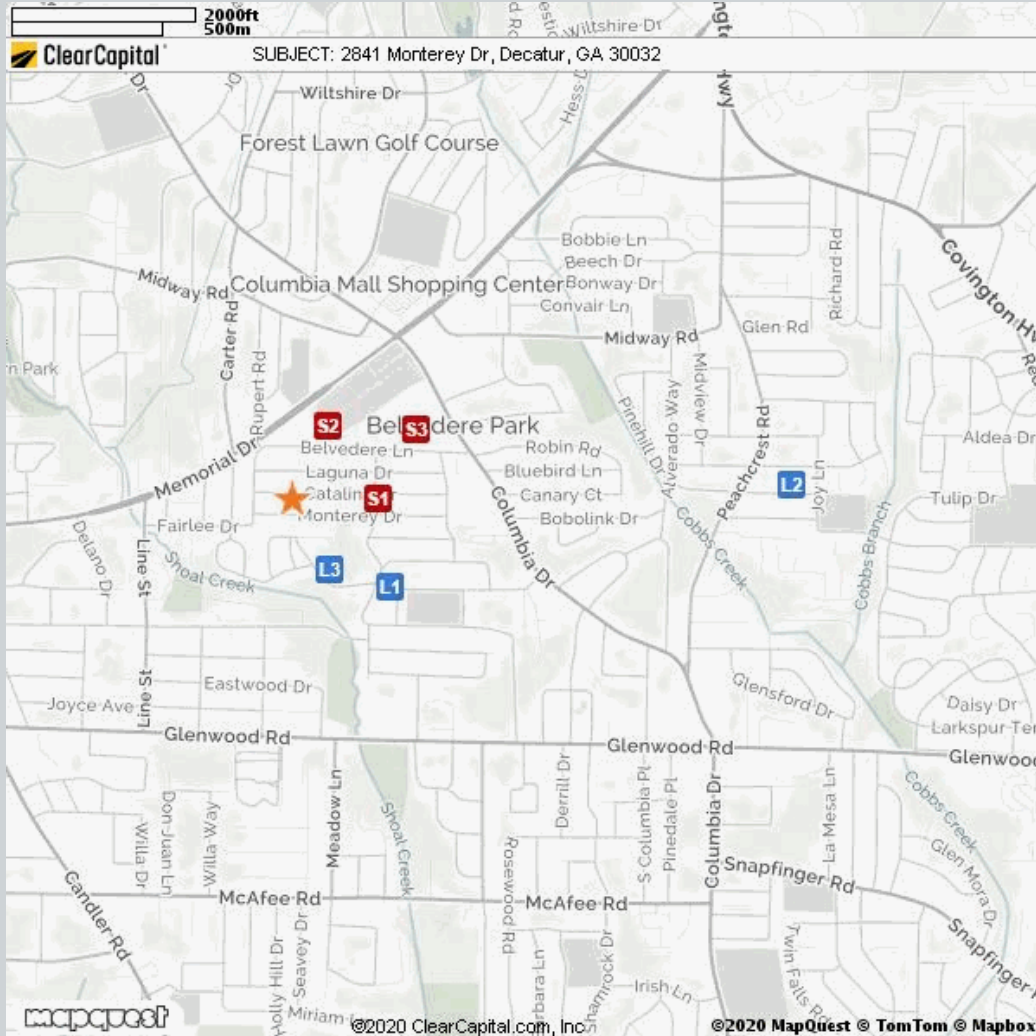 2000ft
500m
Wiltshire Dr
ClearCapital
SUBJECT: 2841 Monterey Dr, Decatur, GA 30032
Dr
Dr
Hwy
Hess Dr
Wiltshire Dr
Forest Lawn Golf Course
Bobbie Ln
Beech Dr
Richard Rd
Covington Hwy
Midway Rd
Columbia Mall Shopping Center
Bonway Dr
Convair Ln
Carter Rd
Glen Rd
Midway Rd
Rupert Rd
n Park
Midview Dr
Alverado Way
Pinehill Dr
Peachcrest Rd
S2
S3
Belvedere Park
Aldea Dr
Belvedere Ln
Robin Rd
Memorial Dr
Laguna Dr
Bluebird Ln
Joy Ln
L2
S1
Canary Ct
Tulip Dr
Monterey Dr
Bobolink Dr
Fairlee Dr
Columbia Dr
Cobbs Creek
Cobbs Branch
Delano Dr
Line St
Shoal Creek
L3
L1
Line St
Eastwood Dr
Glensford Dr
Joyce Ave
Daisy Dr
Larkspur Ter
Glenwood Rd
Glenwood Rd
Glenwood
Meadow Ln
Derrill Dr
S Columbia Pl
Pinedale Pl
Columbia Dr
La Mesa Ln
Cobbs Creek
Don Juan Ln
Willa Way
Willa Dr
Shoal Creek
Rosewood Rd
Glen Mora Dr
Snapfinger Rd
Candler Rd
McAfee Rd
McAfee Rd
Snapfinger
Holly Hill Dr
Seavey Dr
Shamrock Dr
rbara Ln
Twin Falls Rd
Irish Ln
Miriam
mapquest
©2020 ClearCapital.com, Inc.
©2020 MapQuest © TomTom © Mapbox